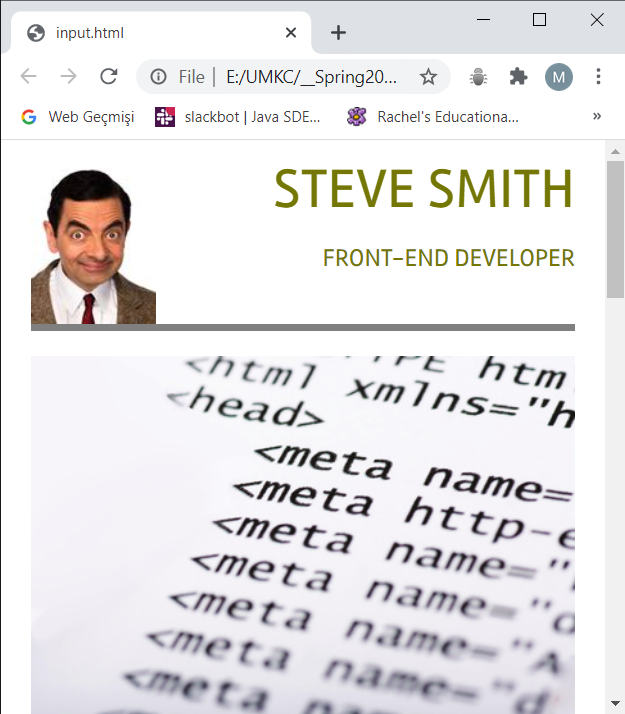 input.html
File | E:/UMKC/__Spring20...
M
Web Geçmişi
slackbot | Java SDE...
Rachel's Educationa...
»
STEVE SMITH
FRONT-END DEVELOPER
<html xmlns="h
<head>
<meta name=
<meta http-e
<meta name="
<meta name="d
<meta name="
<meta name="A
<meta name="d